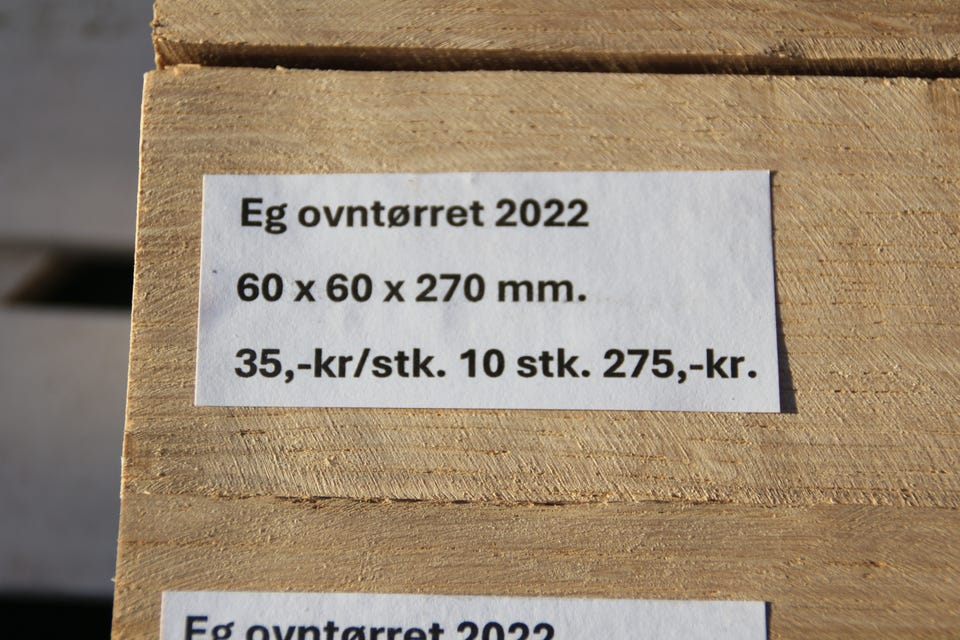 Eg ovntørret 2022
60 x 60 x 270 mm.
35,-kr/stk. 10 stk. 275,-kr.
Eg ovntørret 2022